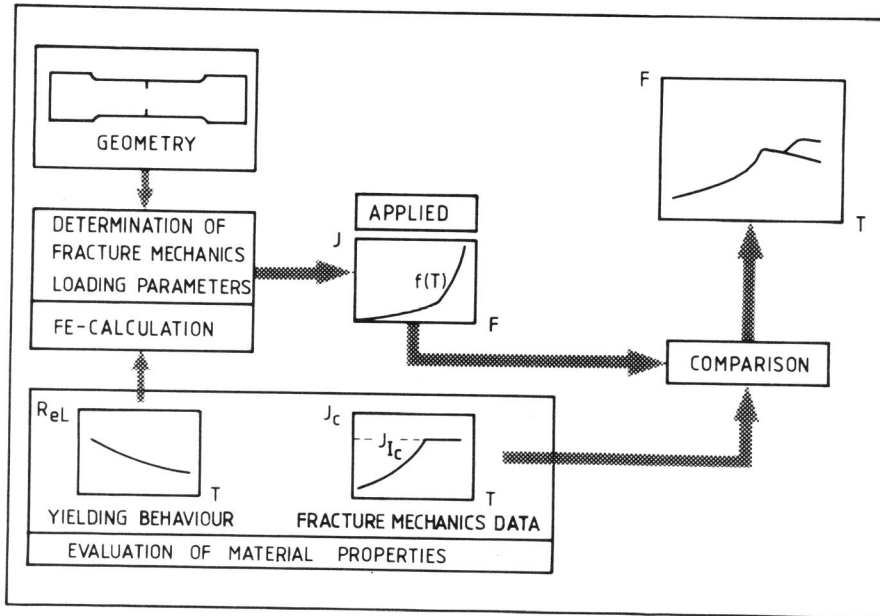 GEOMETRY
DETERMINATION OF
FRACTURE MECHANICS
LOADING PARAMETERS
FE-CALCULATION
APPLIED
J
f(T)
F
F
T
COMPARISON
ReL
T
YIELDING BEHAVIOUR
Jc
JIc
T
FRACTURE MECHANICS DATA
EVALUATION OF MATERIAL PROPERTIES